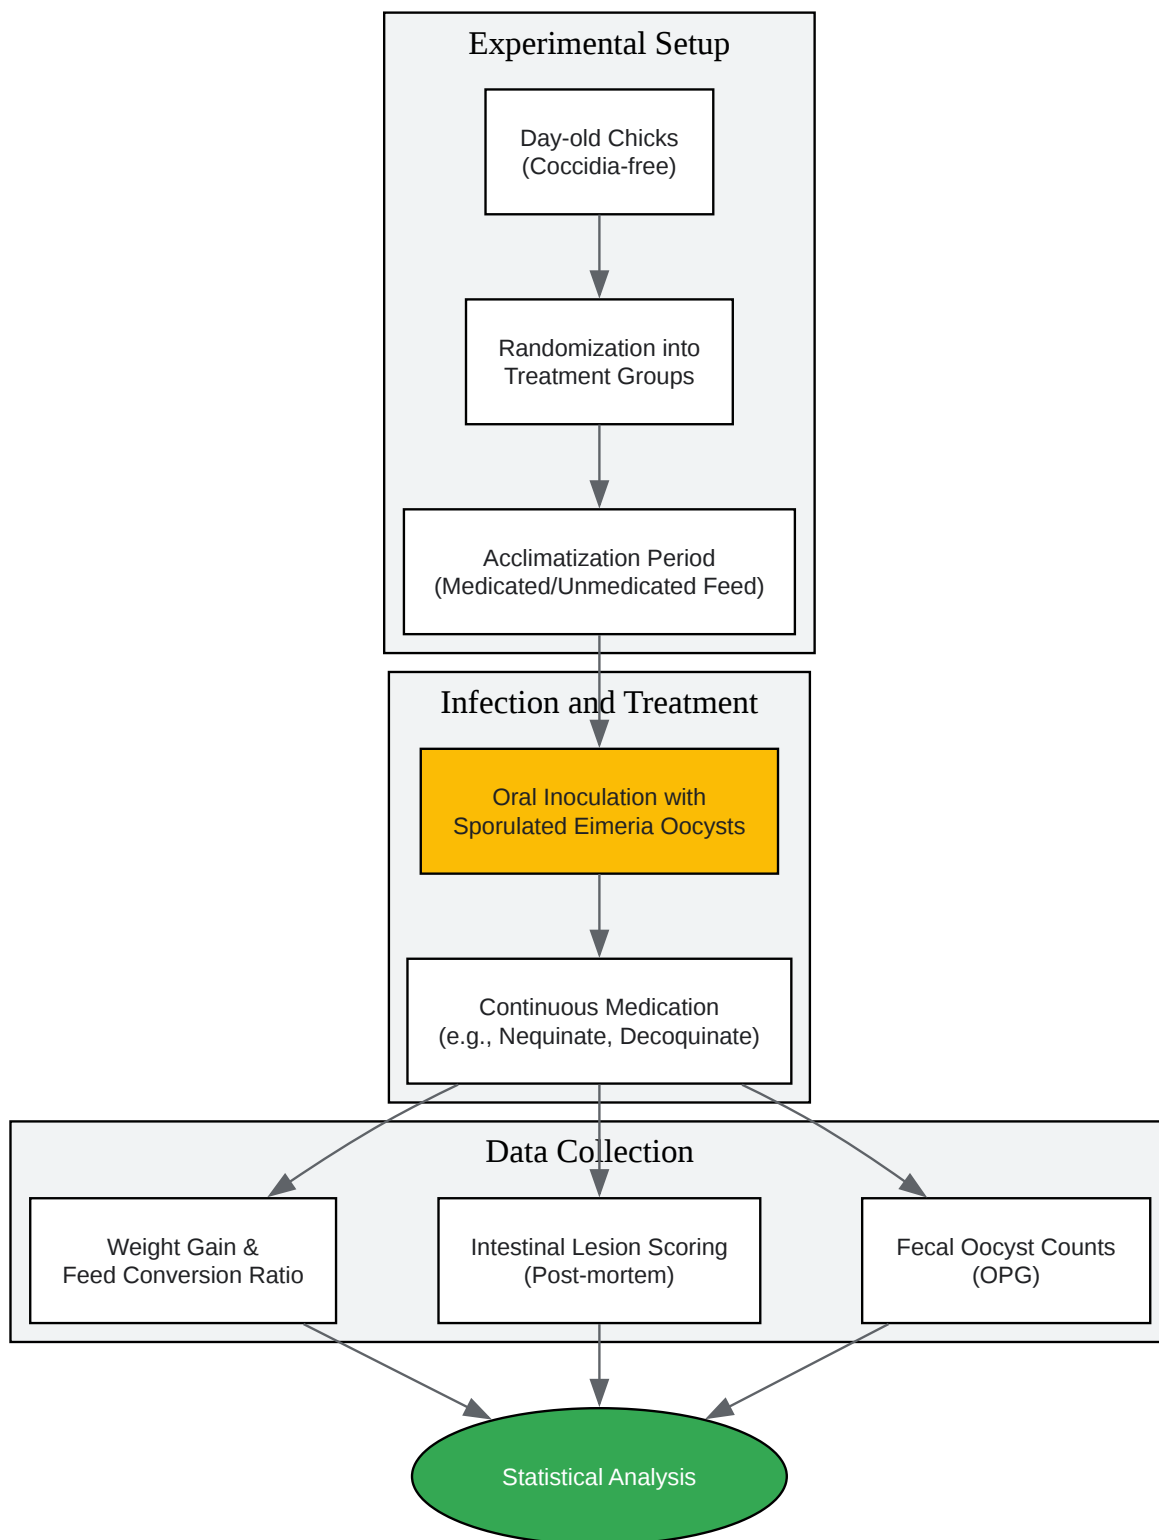 Experimental Setup
Day-old Chicks
(Coccidia-free)
Randomization into
Treatment Groups
Acclimatization Period
(Medicated/Unmedicated Feed)
Infection and Treatment
Oral Inoculation with
Sporulated Eimeria Oocysts
Continuous Medication
(e.g., Nequinate, Decoquinate)
Data Collection
Weight Gain &
Feed Conversion Ratio
Intestinal Lesion Scoring
(Post-mortem)
Fecal Oocyst Counts
(OPG)
Statistical Analysis